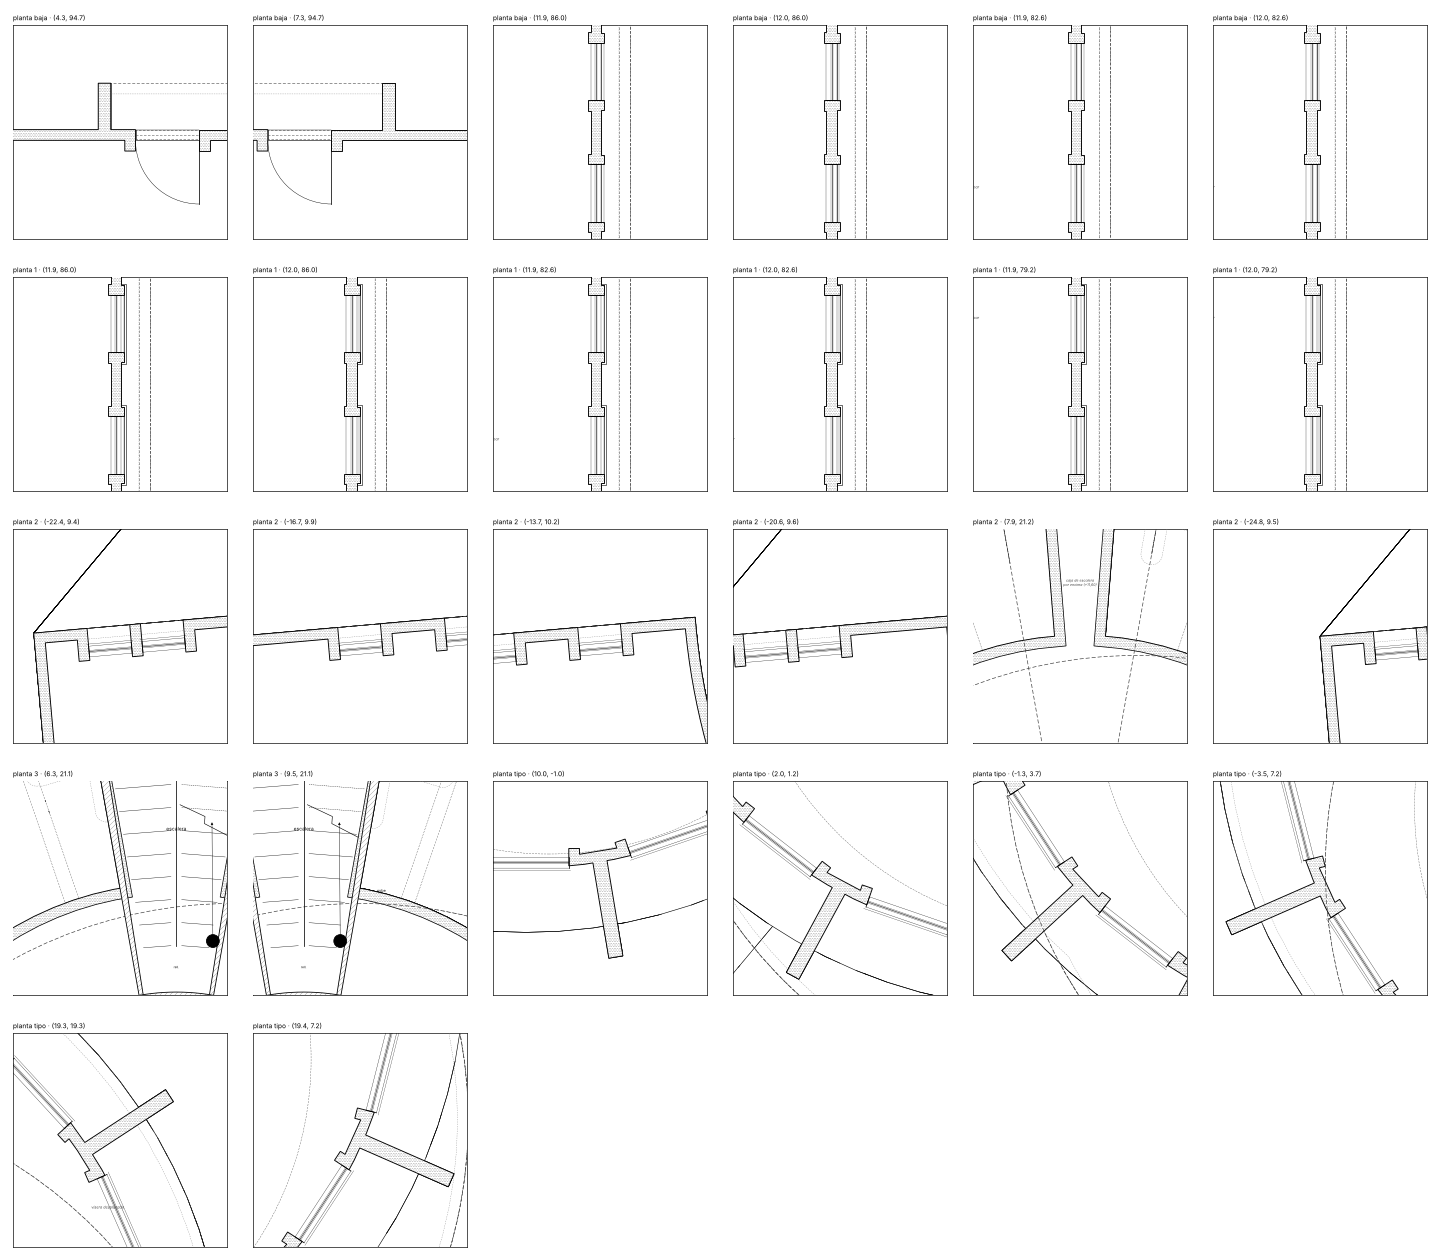 planta baja · (4.3, 94.7)
planta baja · (7.3, 94.7)
planta baja · (11.9, 86.0)
planta baja · (12.0, 86.0)
planta baja · (11.9, 82.6)
planta baja · (12.0, 82.6)
planta 1 · (11.9, 86.0)
planta 1 · (12.0, 86.0)
planta 1 · (11.9, 82.6)
planta 1 · (12.0, 82.6)
planta 1 · (11.9, 79.2)
planta 1 · (12.0, 79.2)
planta 2 · (-22.4, 9.4)
planta 2 · (-16.7, 9.9)
planta 2 · (-13.7, 10.2)
planta 2 · (-20.6, 9.6)
planta 2 · (7.9, 21.2)
planta 2 · (-24.8, 9.5)
caja de escalera
planta 3 · (6.3, 21.1)
planta 3 · (9.5, 21.1)
planta tipo · (10.0, -1.0)
planta tipo · (2.0, 1.2)
planta tipo · (-1.3, 3.7)
planta tipo · (-3.5, 7.2)
escalera
escalera
planta tipo · (19.3, 19.3)
planta tipo · (19.4, 7.2)